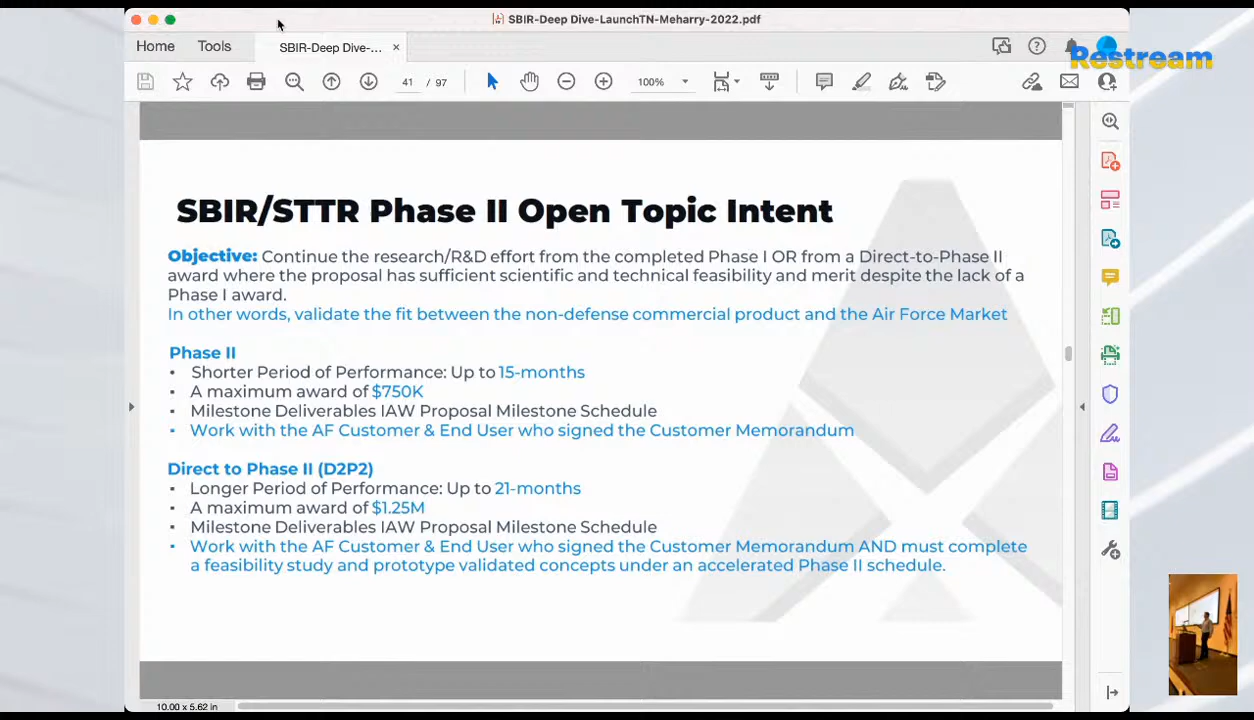 SBIR-Deep Dive-LaunchTN-Meharry-2022.pdf
Home Tools SBIR-Deep Dive-... ×
Restream
41 / 97 100%
SBIR/STTR Phase II Open Topic Intent
Objective: Continue the research/R&D effort from the completed Phase I OR from a Direct-to-Phase II
award where the proposal has sufficient scientific and technical feasibility and merit despite the lack of a
Phase I award.
In other words, validate the fit between the non-defense commercial product and the Air Force Market
Phase II
▪ Shorter Period of Performance: Up to 15-months
▪ A maximum award of $750K
▪ Milestone Deliverables IAW Proposal Milestone Schedule
▪ Work with the AF Customer & End User who signed the Customer Memorandum
Direct to Phase II (D2P2)
▪ Longer Period of Performance: Up to 21-months
▪ A maximum award of $1.25M
▪ Milestone Deliverables IAW Proposal Milestone Schedule
▪ Work with the AF Customer & End User who signed the Customer Memorandum AND must complete
a feasibility study and prototype validated concepts under an accelerated Phase II schedule.
10.00 x 5.62 in